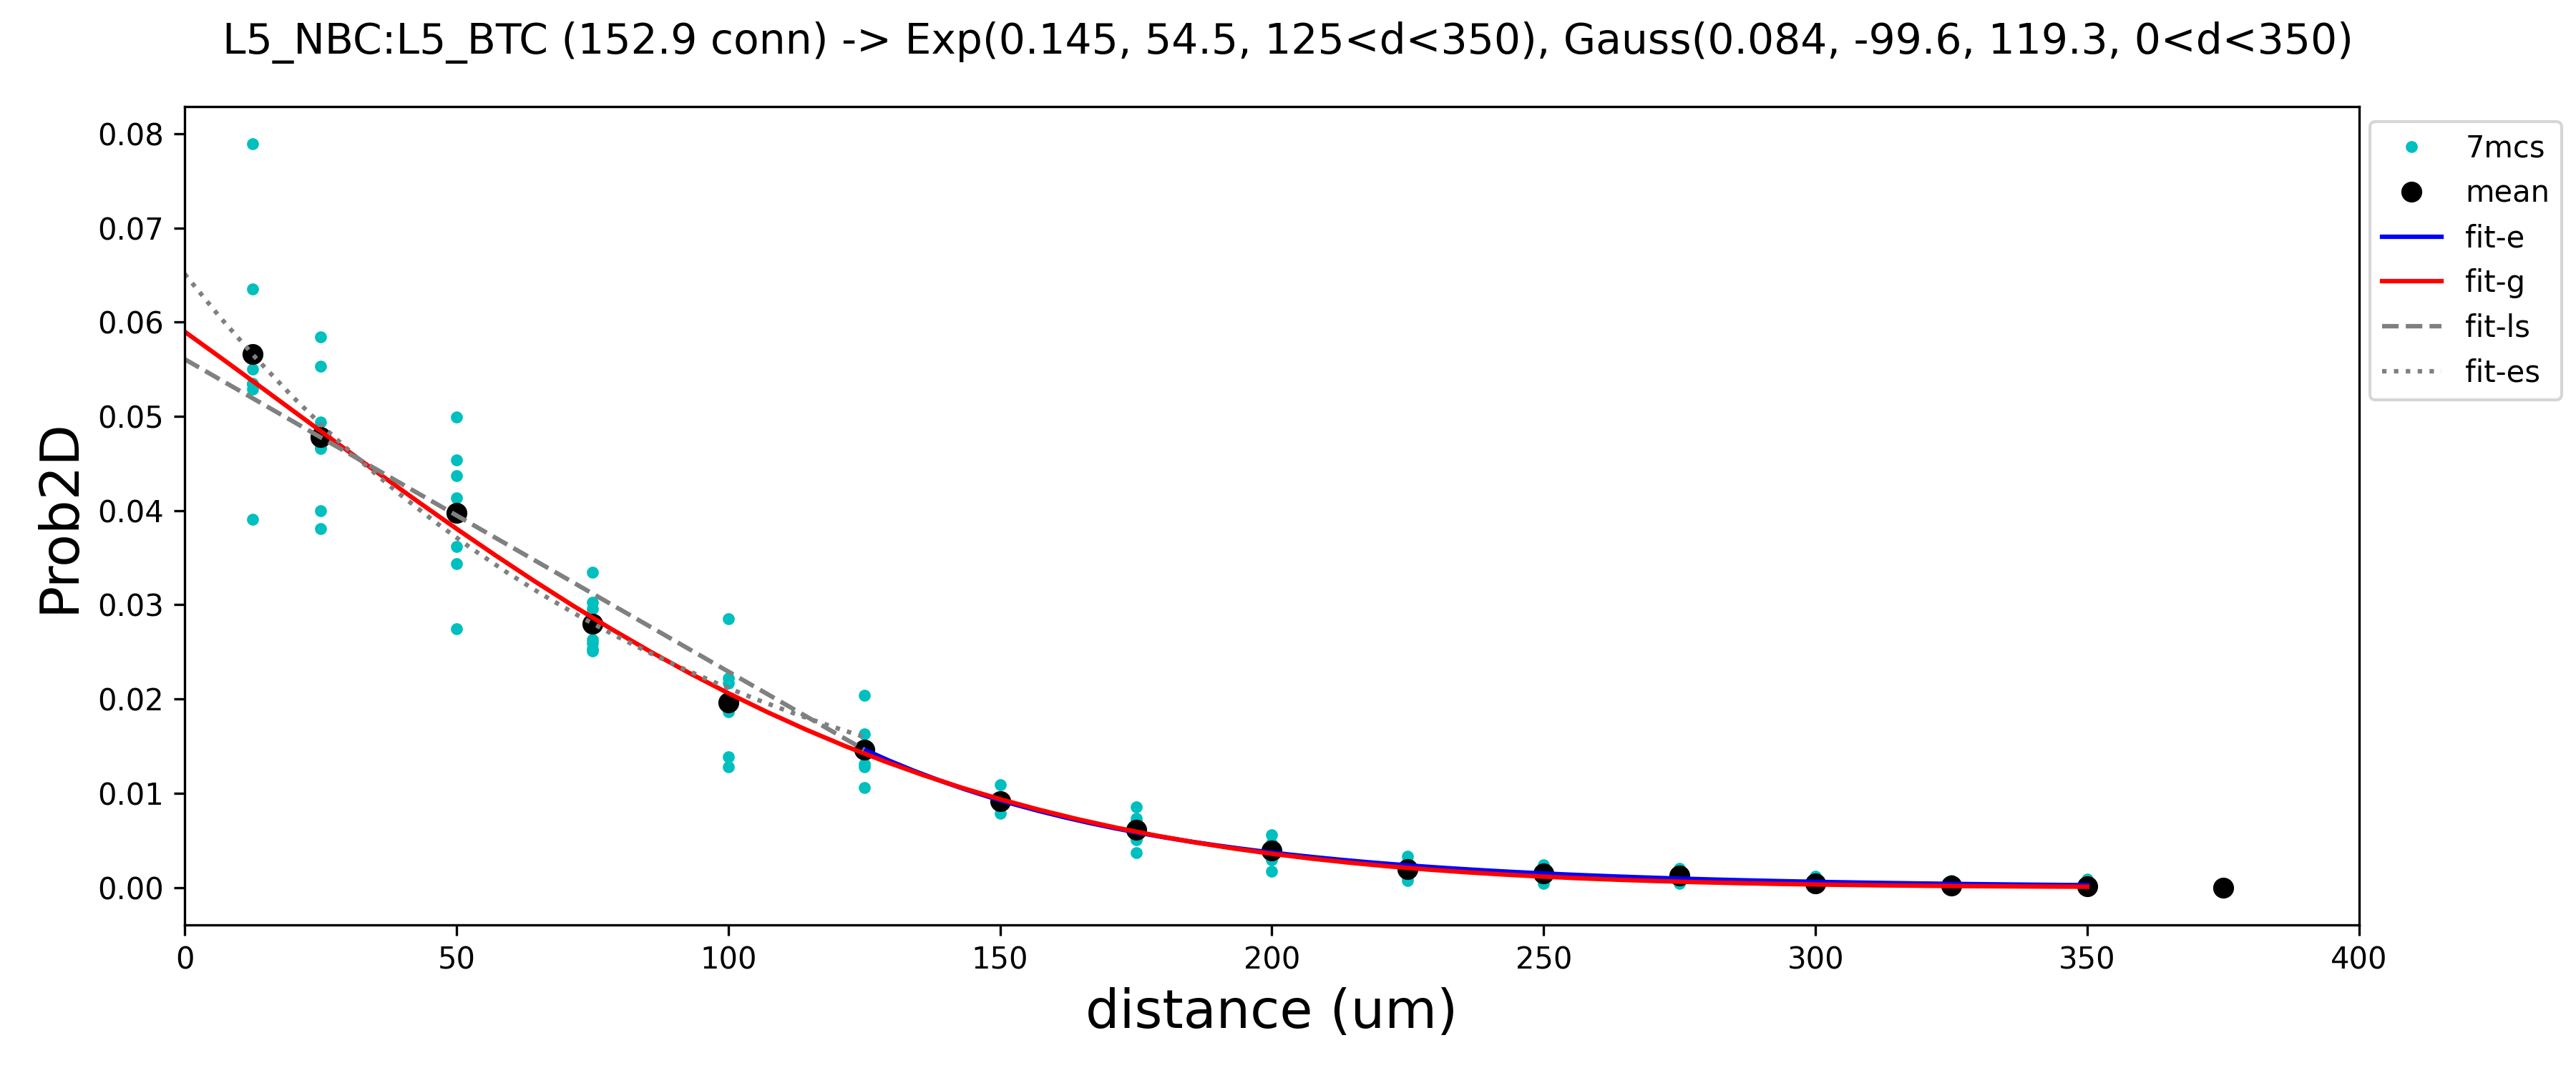 L5_NBC:L5_BTC (152.9 conn) -> Exp(0.145, 54.5, 125<d<350), Gauss(0.084, -99.6, 119.3, 0<d<350)
0.08
0.07
0.06
0.05
0.04
0.03
0.02
0.01
0.00
Prob2D
0 50 100 150 200 250 300 350 400
distance (um)
7mcs
mean
fit-e
fit-g
fit-ls
fit-es